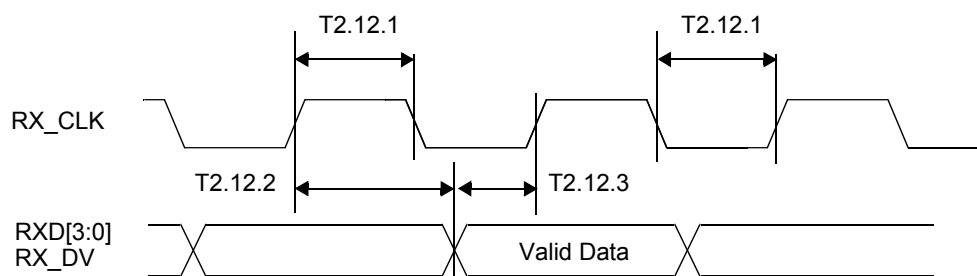 T2.12.1 T2.12.1
RX_CLK
T2.12.2 T2.12.3
RXD[3:0]
RX_DV
Valid Data